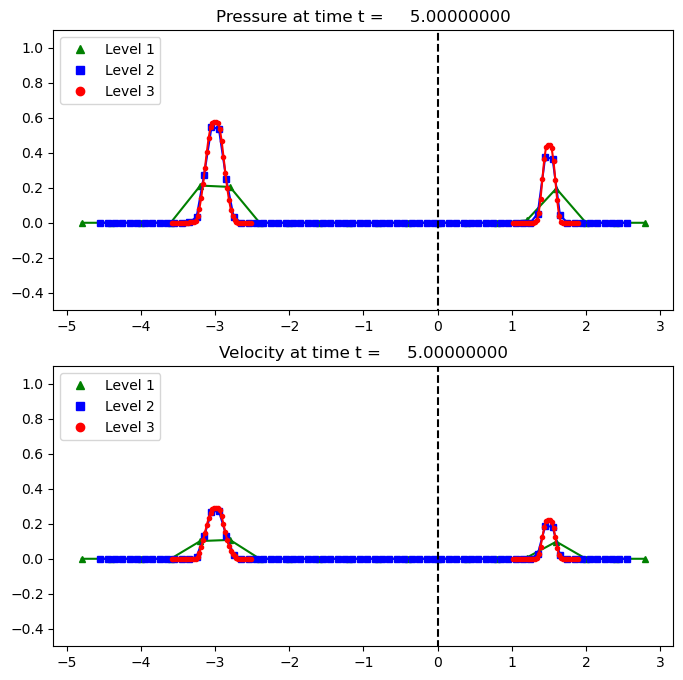 Pressure at time t =     5.00000000
Level 1
Level 2
Level 3
1.0
0.8
0.6
0.4
0.2
0.0
−0.2
−0.4
−5 −4 −3 −2 −1 0 1 2 3
Velocity at time t =     5.00000000
Level 1
Level 2
Level 3
1.0
0.8
0.6
0.4
0.2
0.0
−0.2
−0.4
−5 −4 −3 −2 −1 0 1 2 3